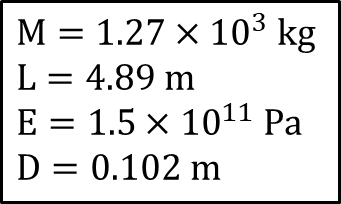 M = 1.27 × 10³ kg
L = 4.89 m
E = 1.5 × 10¹¹ Pa
D = 0.102 m